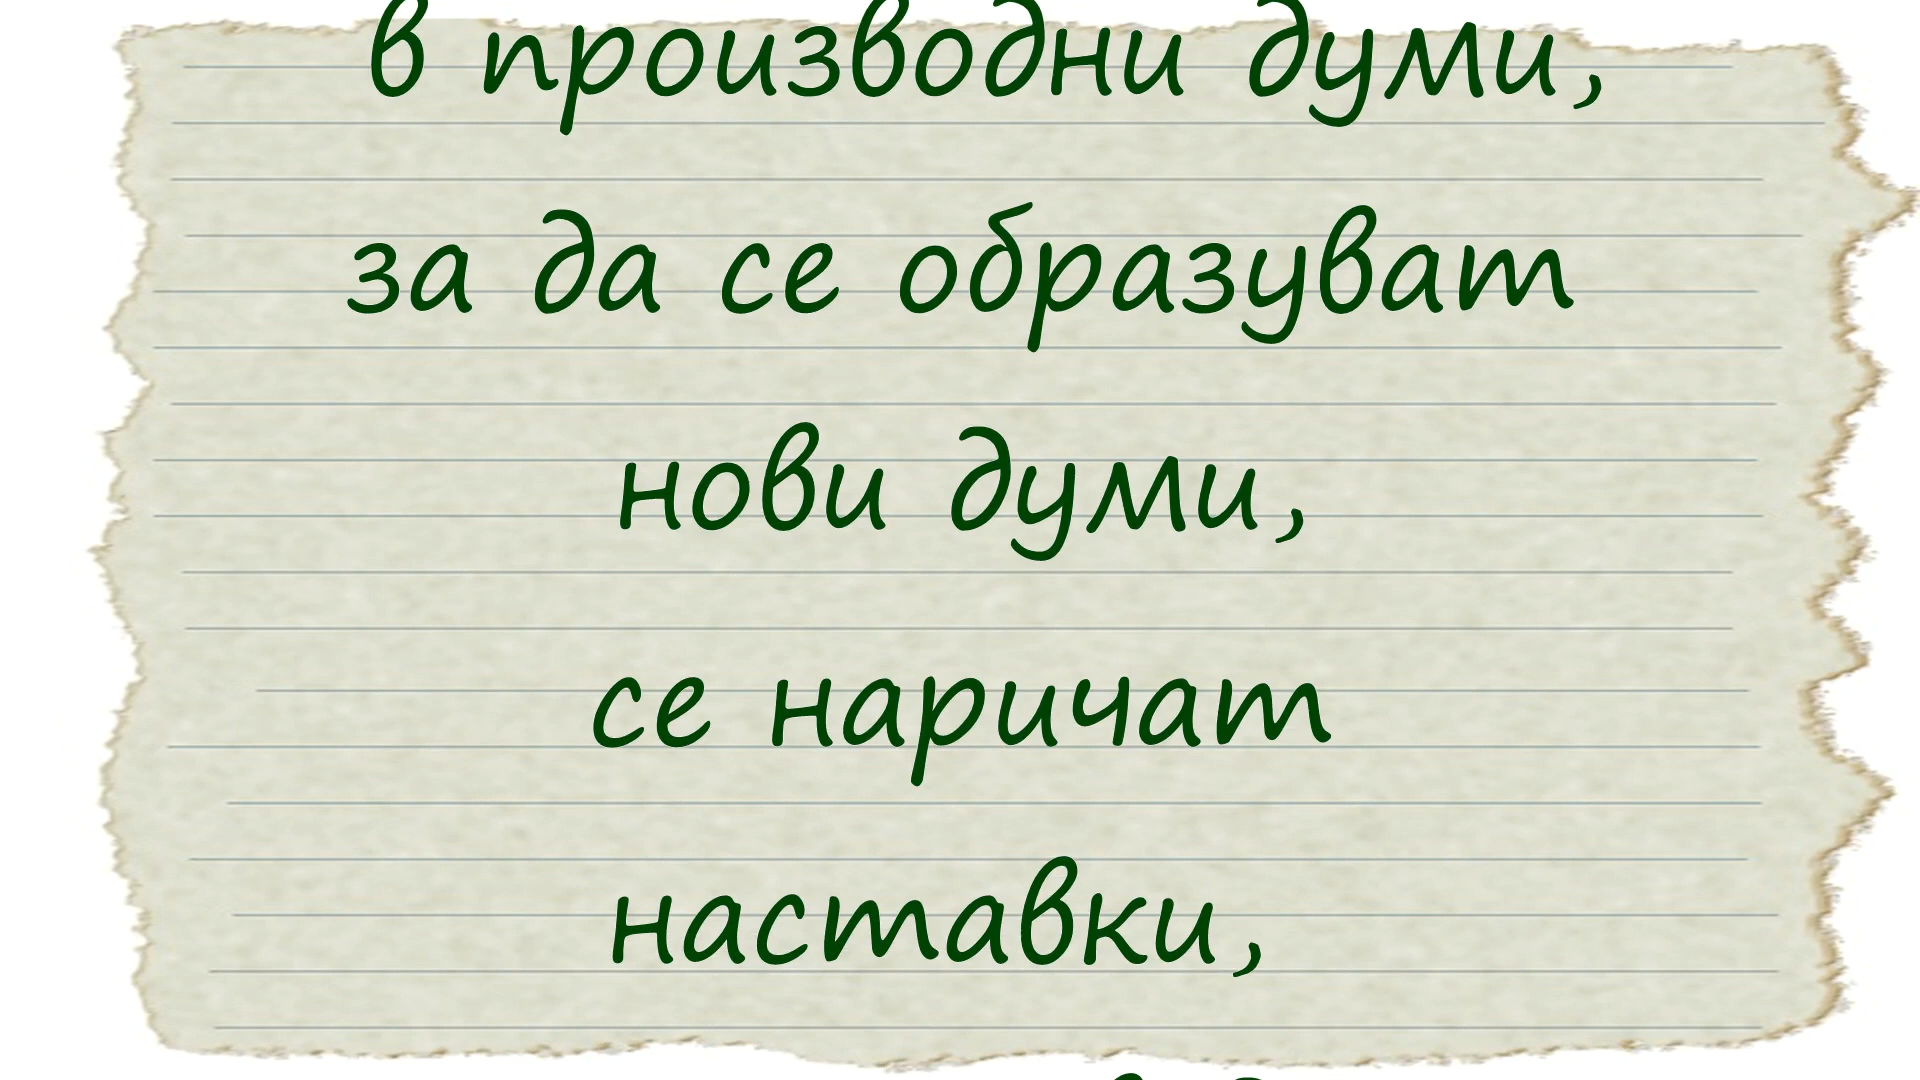 в производни думи,
за да се образуват
нови думи,
се наричат
наставки,